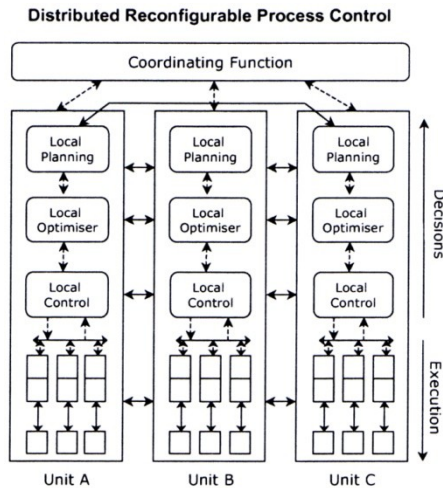 Distributed Reconfigurable Process Control
Coordinating Function
Local
Planning
Local
Planning
Local
Planning
Local
Optimiser
Local
Optimiser
Local
Optimiser
Local
Control
Local
Control
Local
Control
Decisions
Execution
Unit A
Unit B
Unit C